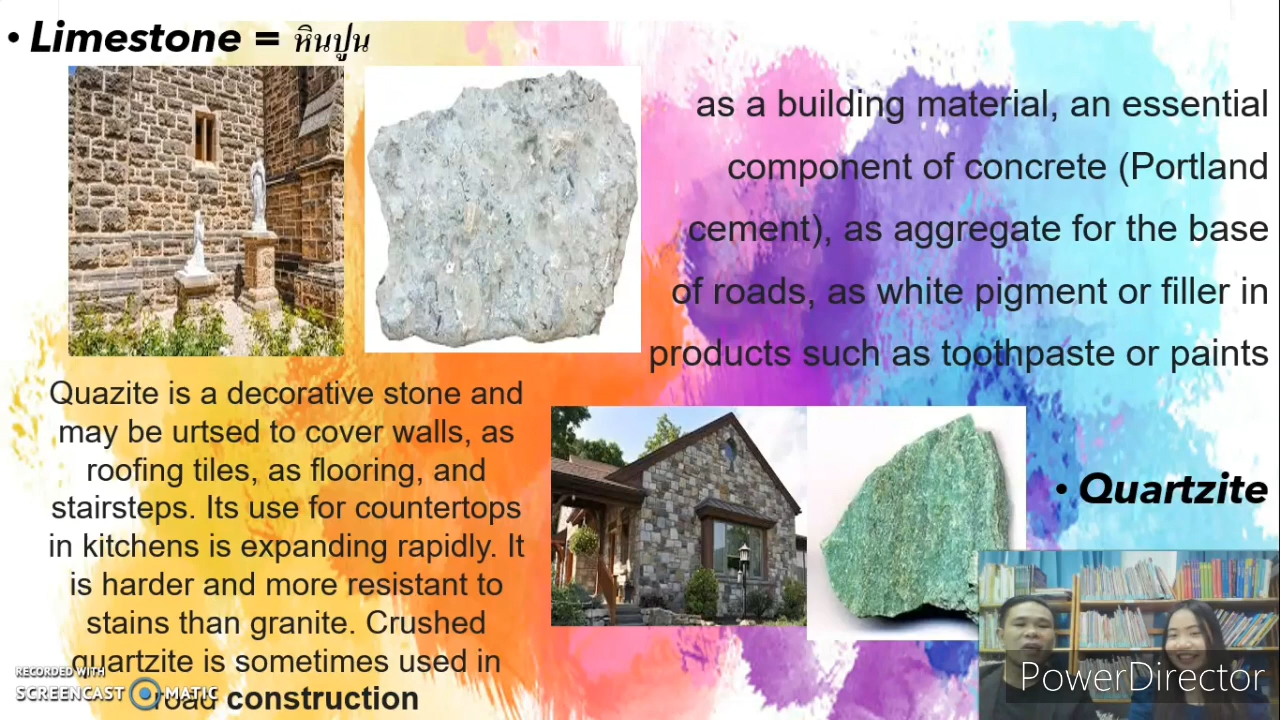 • Limestone = หินปูน
as a building material, an essential
component of concrete (Portland
cement), as aggregate for the base
of roads, as white pigment or filler in
products such as toothpaste or paints
Quazite is a decorative stone and
may be urtsed to cover walls, as
roofing tiles, as flooring, and
stairsteps. Its use for countertops
in kitchens is expanding rapidly. It
is harder and more resistant to
stains than granite. Crushed
quartzite is sometimes used in
road construction
• Quartzite
RECORDED WITH
SCREENCAST MATIC
PowerDirector